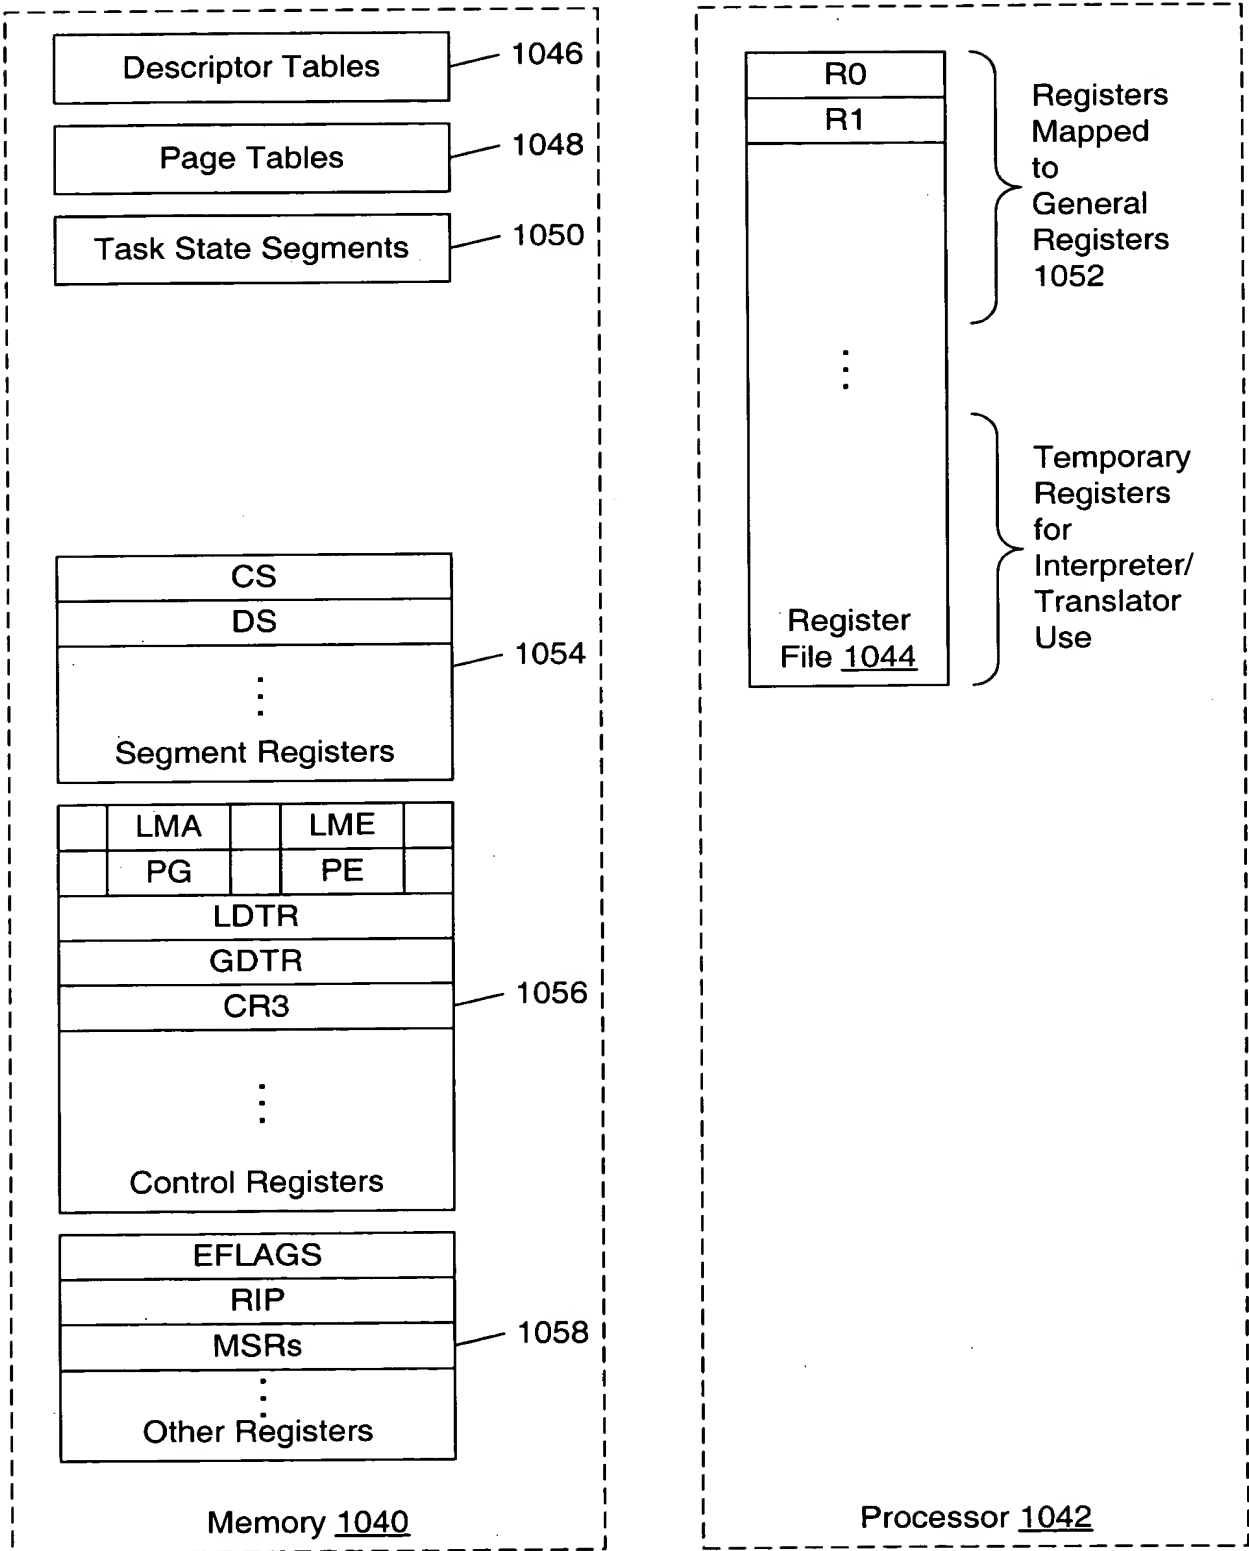 Descriptor Tables
1046
Page Tables
1048
Task State Segments
1050
CS
DS
1054
Segment Registers
LMA
LME
PG
PE
LDTR
GDTR
CR3
1056
Control Registers
EFLAGS
RIP
MSRs
1058
Other Registers
Memory 1040
R0
R1
Registers
Mapped
to
General
Registers
1052
Temporary
Registers
for
Interpreter/
Translator
Use
Register
File 1044
Processor 1042